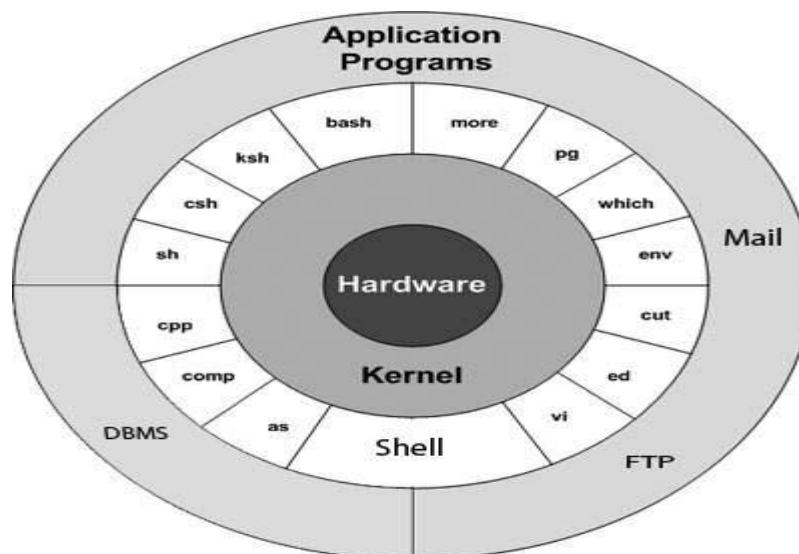 Application
Programs
bash
more
ksh
pg
csh
which
sh
env
Mail
Hardware
cpp
cut
comp
Kernel
ed
as
Shell
vi
DBMS
FTP